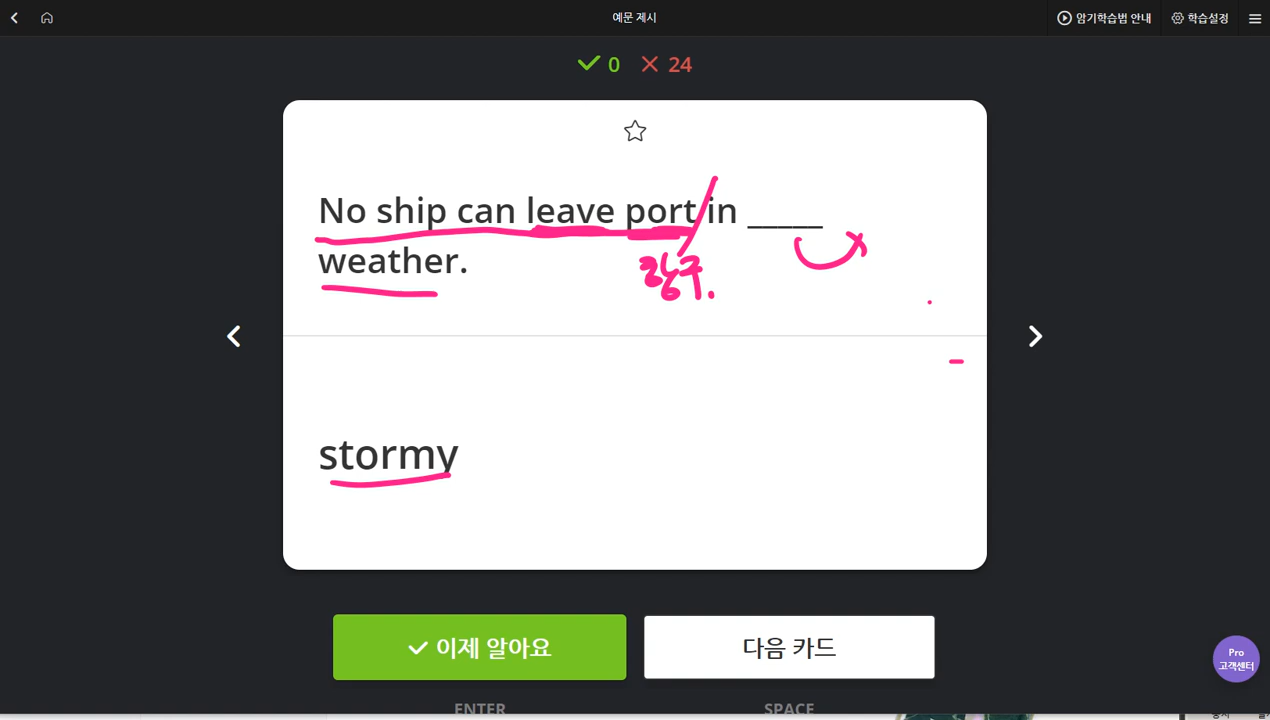 예문 제시
암기학습법 안내
학습설정
0
24
No ship can leave port in _____
weather.
항구.
stormy
이제 알아요
다음 카드
Pro
고객센터
ENTER
SPACE